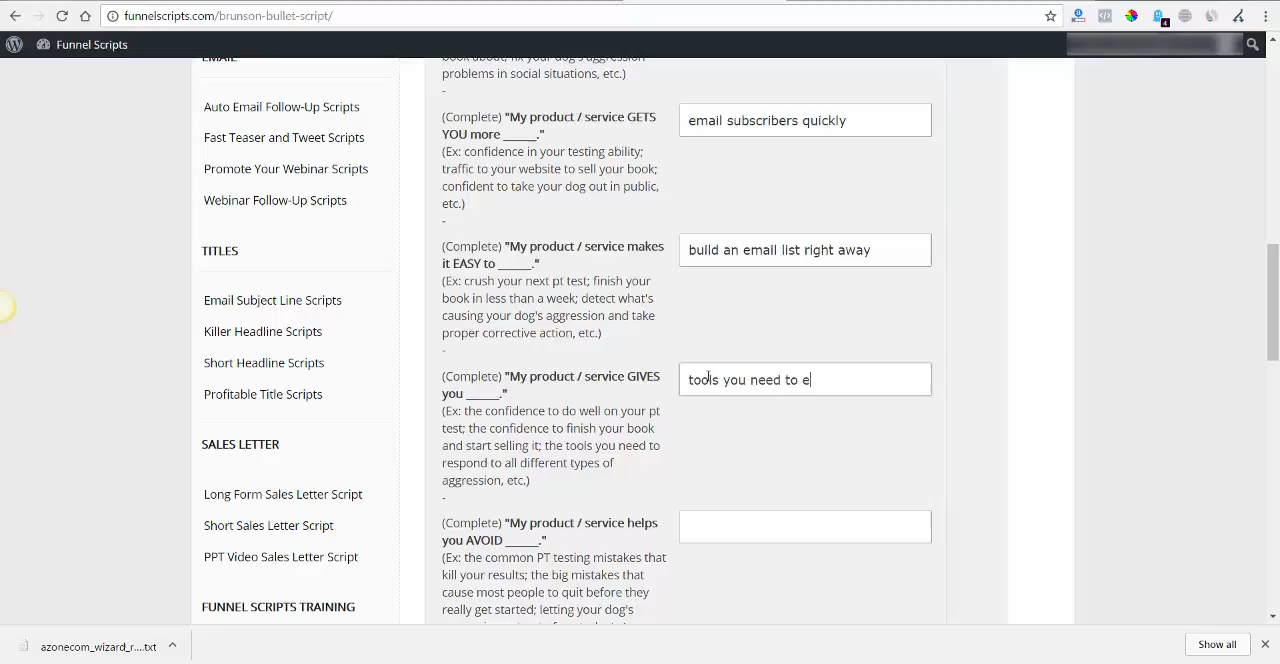 funnelscripts.com/brunson-bullet-script/
4
Funnel Scripts
EMAIL
Auto Email Follow-Up Scripts
Fast Teaser and Tweet Scripts
Promote Your Webinar Scripts
Webinar Follow-Up Scripts
TITLES
Email Subject Line Scripts
Killer Headline Scripts
Short Headline Scripts
Profitable Title Scripts
SALES LETTER
Long Form Sales Letter Script
Short Sales Letter Script
PPT Video Sales Letter Script
FUNNEL SCRIPTS TRAINING
book about; fix your dog's aggression
problems in social situations, etc.)
-
(Complete) "My product / service GETS
YOU more ______."
(Ex: confidence in your testing ability;
traffic to your website to sell your book;
confident to take your dog out in public,
etc.)
-
email subscribers quickly
(Complete) "My product / service makes
it EASY to ______."
(Ex: crush your next pt test; finish your
book in less than a week; detect what's
causing your dog's aggression and take
proper corrective action, etc.)
-
build an email list right away
(Complete) "My product / service GIVES
you ______."
(Ex: the confidence to do well on your pt
test; the confidence to finish your book
and start selling it; the tools you need to
respond to all different types of
aggression, etc.)
-
tools you need to e
(Complete) "My product / service helps
you AVOID ______."
(Ex: the common PT testing mistakes that
kill your results; the big mistakes that
cause most people to quit before they
really get started; letting your dog's
azonecom_wizard_r....txt
Show all